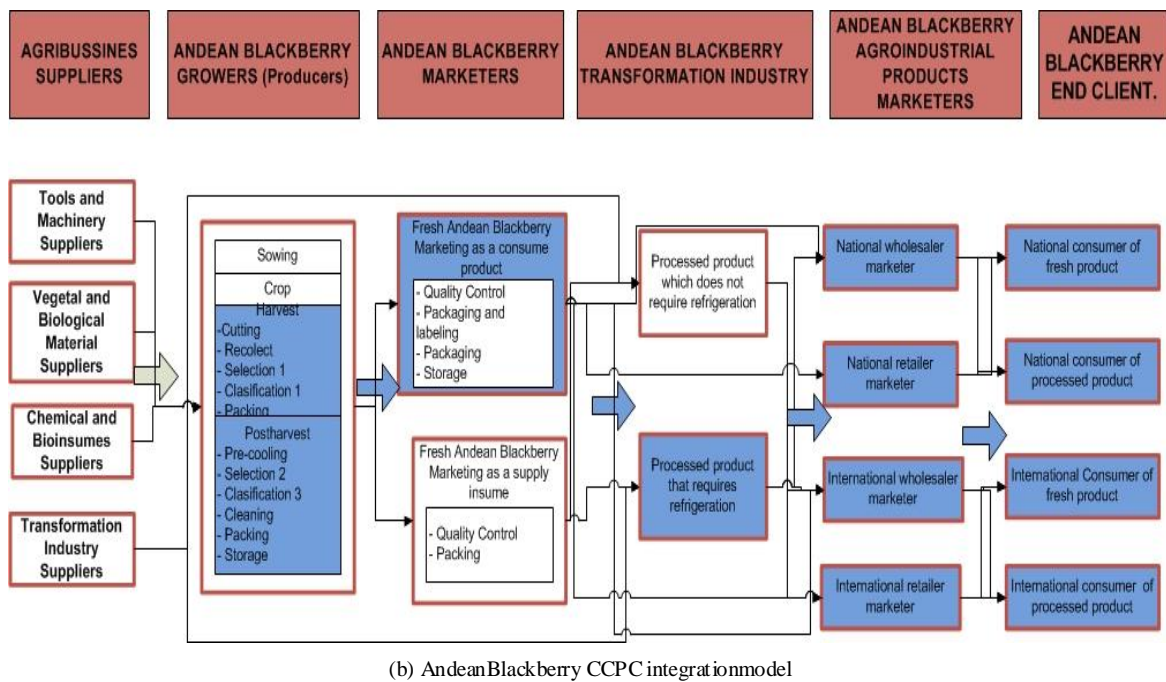 AGRIBUSSINES
SUPPLIERS
ANDEAN BLACKBERRY
GROWERS (Producers)
ANDEAN BLACKBERRY
MARKETERS
ANDEAN BLACKBERRY
TRANSFORMATION INDUSTRY
ANDEAN BLACKBERRY
AGROINDUSTRIAL
PRODUCTS
MARKETERS
ANDEAN
BLACKBERRY
END CLIENT.
Tools and
Machinery
Suppliers
Vegetal and
Biological
Material
Suppliers
Chemical and
Bioinsumes
Suppliers
Transformation
Industry
Suppliers
Sowing
Crop
Harvest
-Cutting
- Recolect
- Selection 1
- Clasification 1
- Packing
Postharvest
- Pre-cooling
- Selection 2
- Clasification 3
- Cleaning
- Packing
- Storage
Fresh Andean Blackberry
Marketing as a consume
product
- Quality Control
- Packaging and
labeling
- Packaging
- Storage
Fresh Andean Blackberry
Marketing as a supply
insume
- Quality Control
- Packing
Processed product
which does not
require refrigeration
Processed product
that requires
refrigeration
National wholesaler
marketer
National retailer
marketer
International wholesaler
marketer
International retailer
marketer
National consumer of
fresh product
National consumer of
processed product
International Consumer of
fresh product
International consumer of
processed product
(b) AndeanBlackberry CCPC integrationmodel